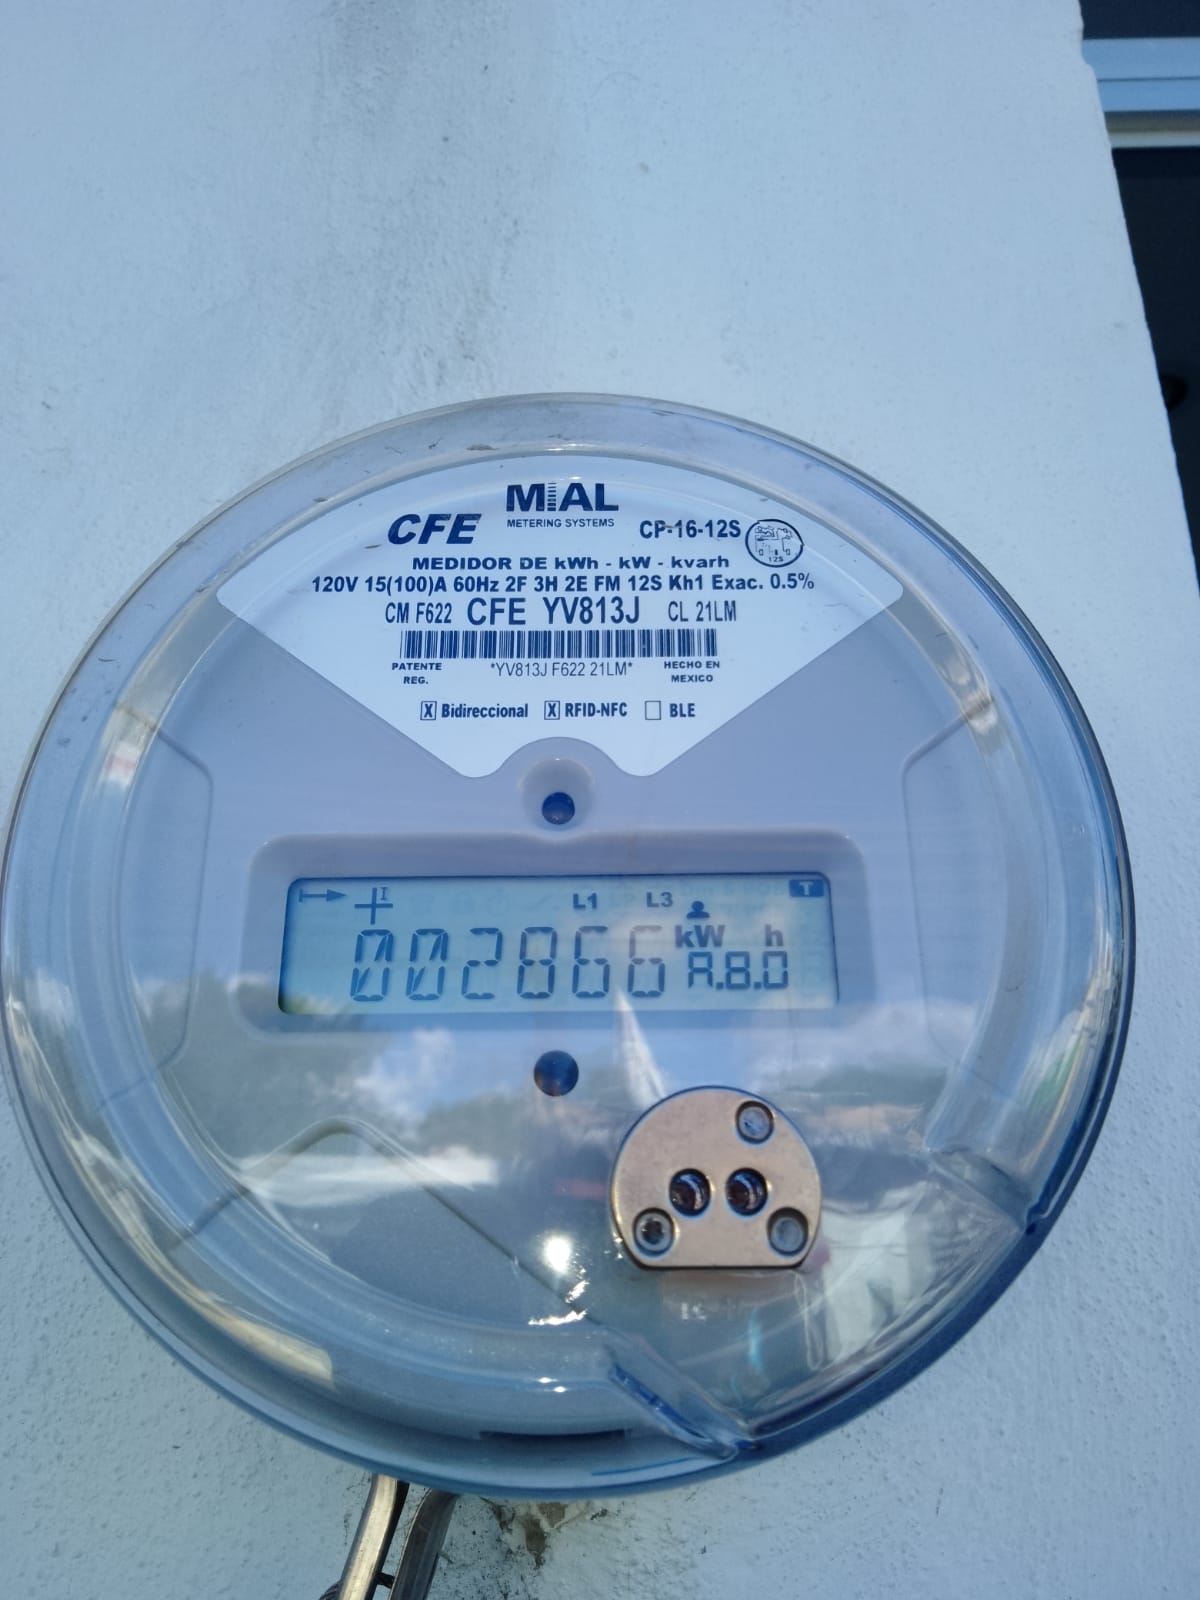 MIAL
METERING SYSTEMS
CFE
CP-16-12S
12S
MEDIDOR DE kWh - kW - kvarh
120V 15(100)A 60Hz 2F 3H 2E FM 12S Kh1 Exac. 0.5%
CM F622 CFE YV813J CL 21LM
PATENTE REG.
*YV813J F622 21LM*
HECHO EN MEXICO
X Bidireccional X RFID-NFC BLE
I L1 L3 T
002866 kW h
A.8.0